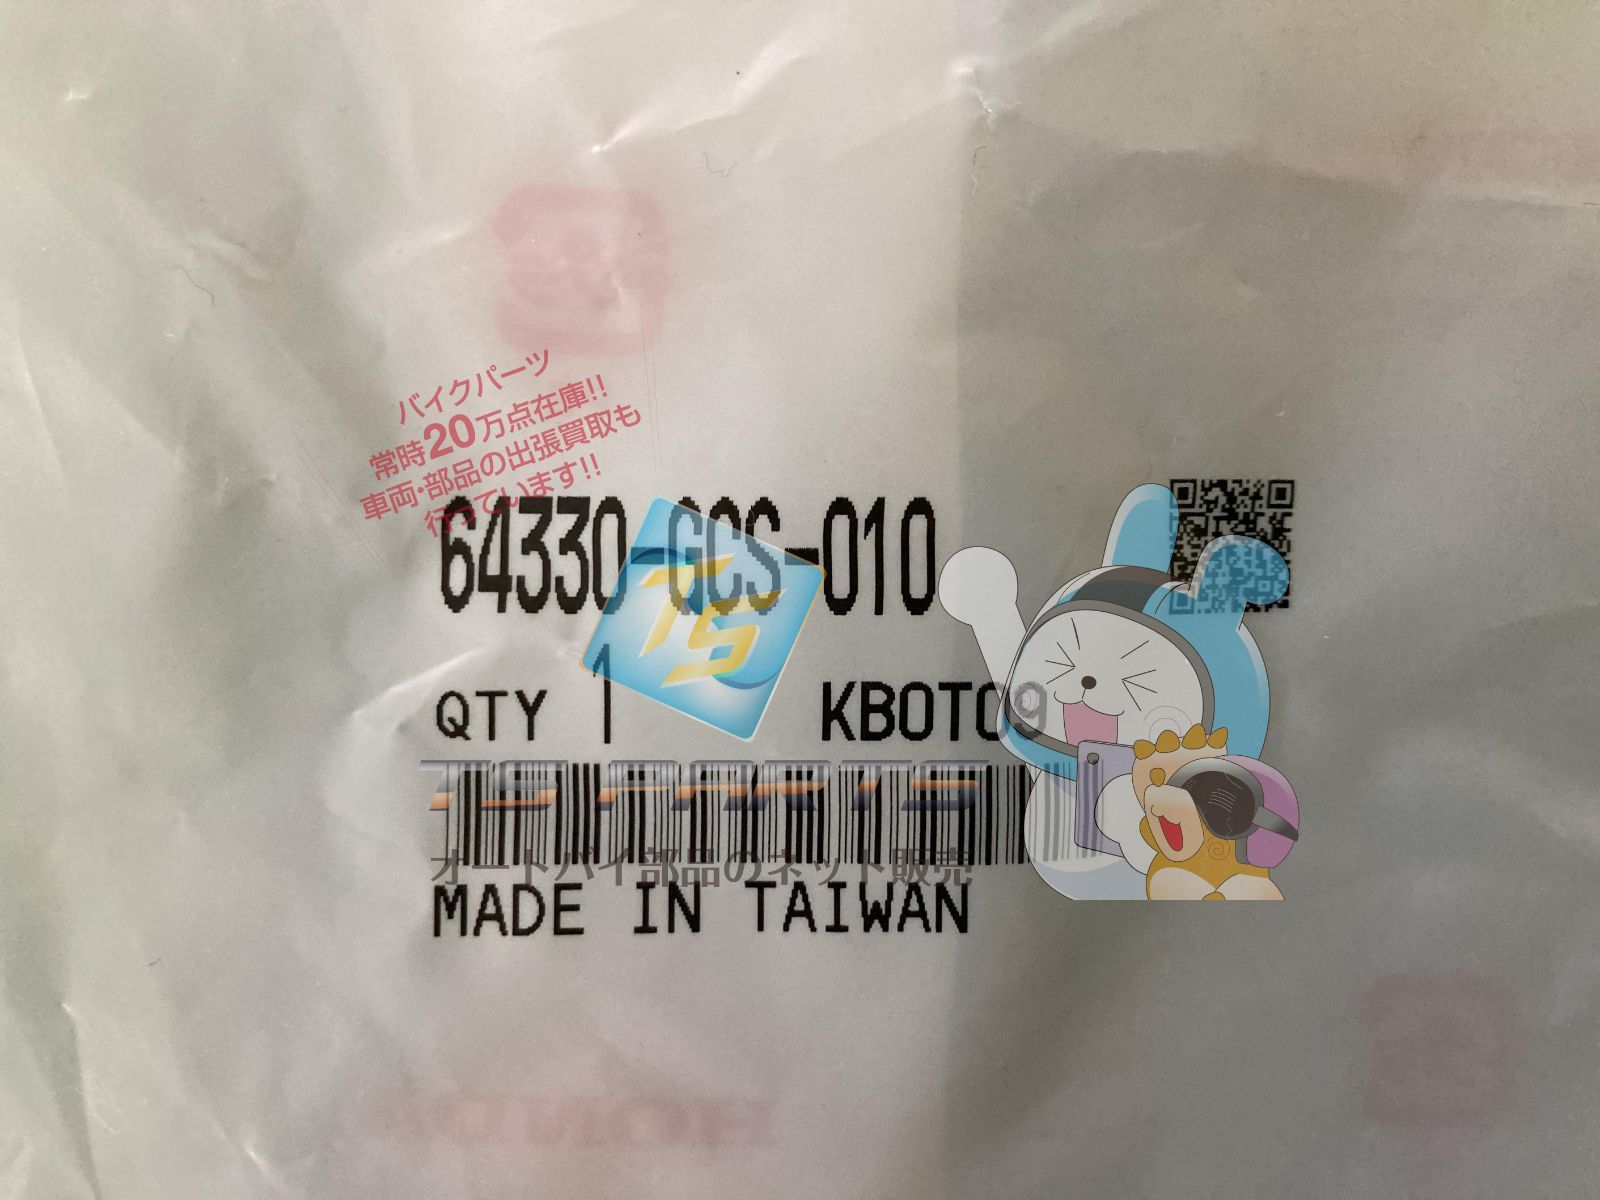 バイクパーツ
常時20万点在庫!!
車両・部品の出張買取も
行っています!!
64330-GCS-010
TS
QTY 1 KBOT09
TS PARTS
オートバイ部品のネット販売
MADE IN TAIWAN